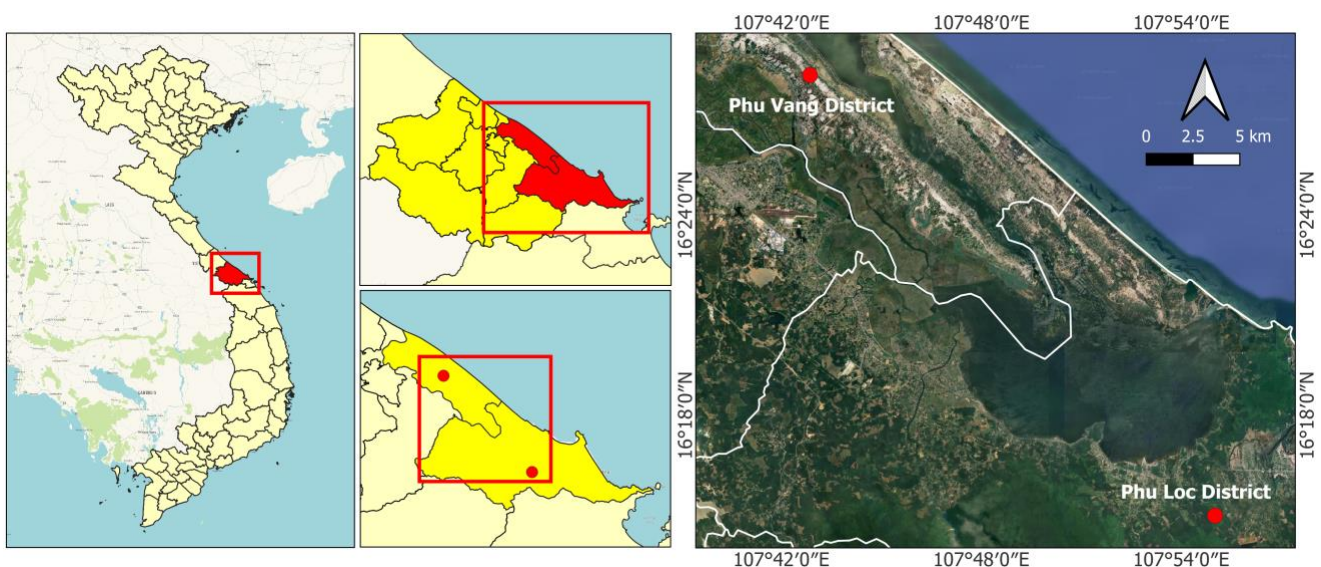 107°42′0″E 107°48′0″E 107°54′0″E
Phu Vang District
0 2.5 5 km
16°24′0″N
16°24′0″N
16°18′0″N
16°18′0″N
Phu Loc District
107°42′0″E 107°48′0″E 107°54′0″E